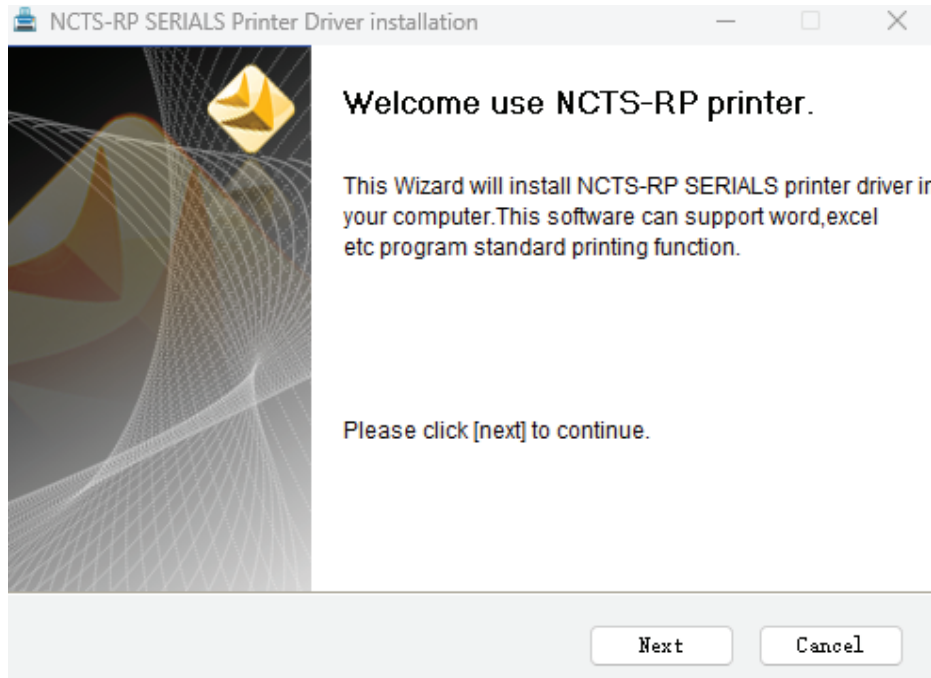 NCTS-RP SERIALS Printer Driver installation
Welcome use NCTS-RP printer.
This Wizard will install NCTS-RP SERIALS printer driver in
your computer.This software can support word,excel
etc program standard printing function.
Please click [next] to continue.
Next
Cancel